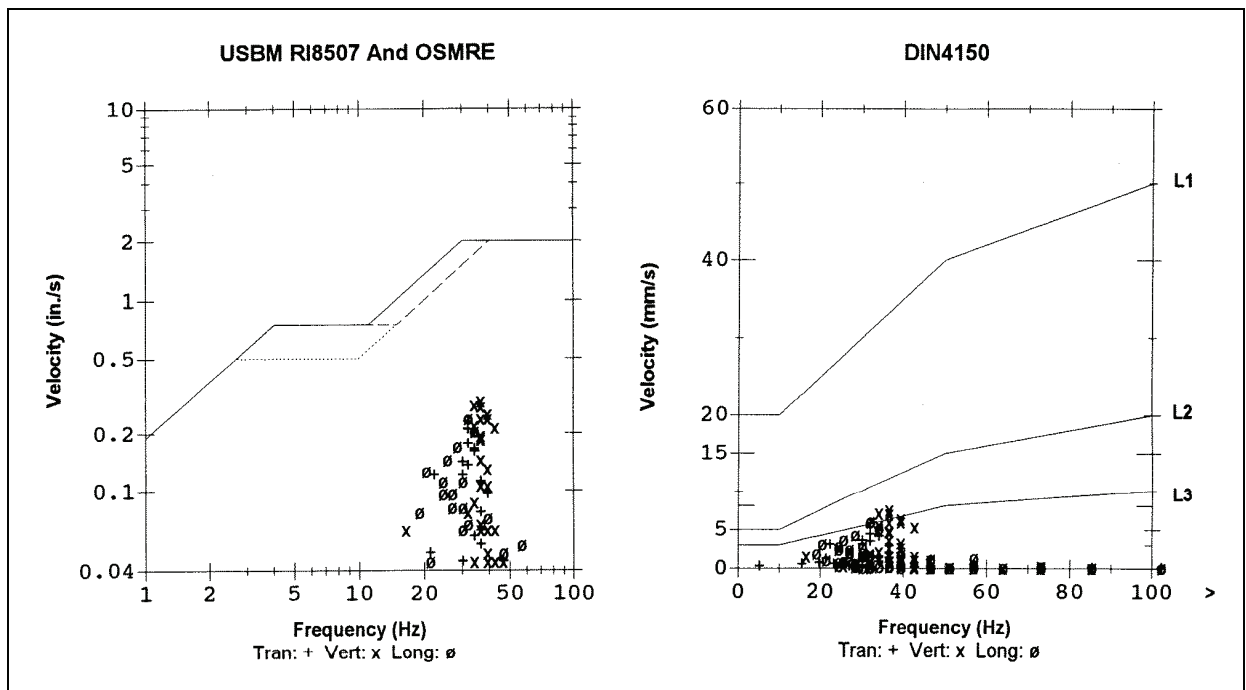 USBM RI8507 And OSMRE
10
5
2
1
0.5
0.2
0.1
0.04
Velocity (in./s)
1 2 5 10 20 50 100
Frequency (Hz)
Tran: + Vert: x Long: ø
DIN4150
60
40
20
15
5
0
Velocity (mm/s)
L1
L2
L3
0 20 40 60 80 100 >
Frequency (Hz)
Tran: + Vert: x Long: ø